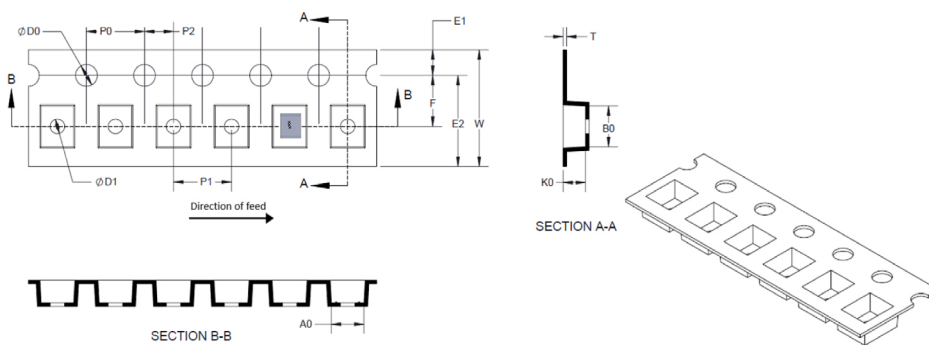 A
E1
T
P0
P2
ØD0
B
B
F
E2
W
B0
ØD1
P1
A
K0
Direction of feed
SECTION A-A
A0
SECTION B-B